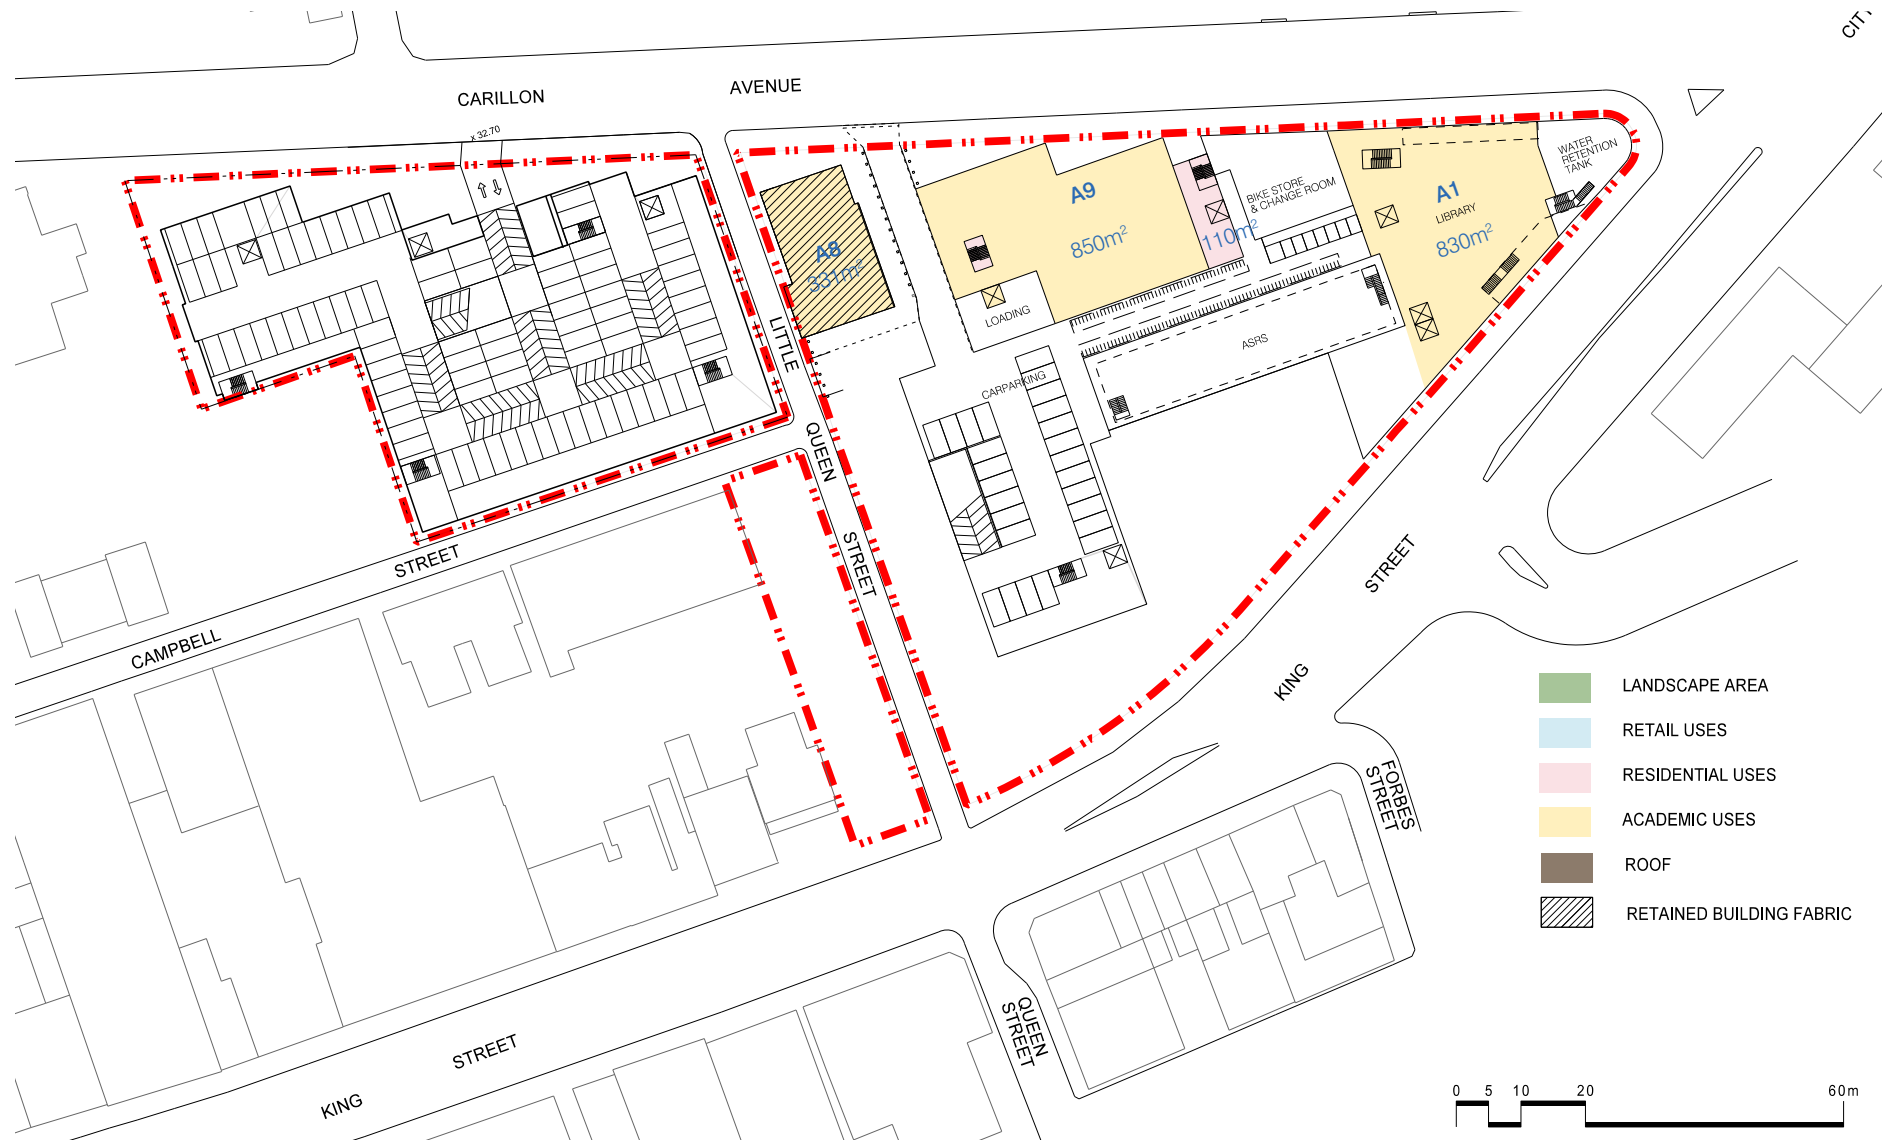 CITY
CARILLON
AVENUE
x 32.70
WATER
RETENTION
TANK
BIKE STORE
& CHANGE ROOM
A9
850m²
110m²
A1
LIBRARY
830m²
A8
331m²
LOADING
ASRS
CARPARKING
LITTLE
QUEEN
STREET
STREET
CAMPBELL
STREET
KING
FORBES
STREET
LANDSCAPE AREA
RETAIL USES
RESIDENTIAL USES
ACADEMIC USES
ROOF
RETAINED BUILDING FABRIC
QUEEN
STREET
STREET
KING
0 5 10 20 60m